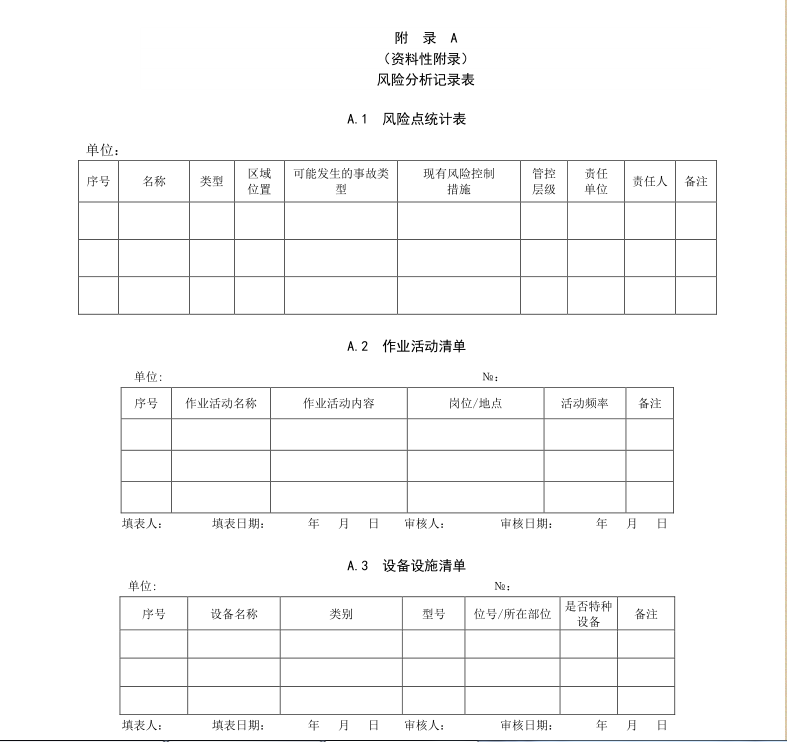 附 录 A
（资料性附录）
风险分析记录表
A.1 风险点统计表
单位：
序号 名称 类型 区域位置 可能发生的事故类型 现有风险控制措施 管控层级 责任单位 责任人 备注
A.2 作业活动清单
单位: №：
序号 作业活动名称 作业活动内容 岗位/地点 活动频率 备注
填表人： 填表日期： 年 月 日 审核人： 审核日期： 年 月 日
A.3 设备设施清单
单位: №：
序号 设备名称 类别 型号 位号/所在部位 是否特种设备 备注
填表人： 填表日期： 年 月 日 审核人： 审核日期： 年 月 日